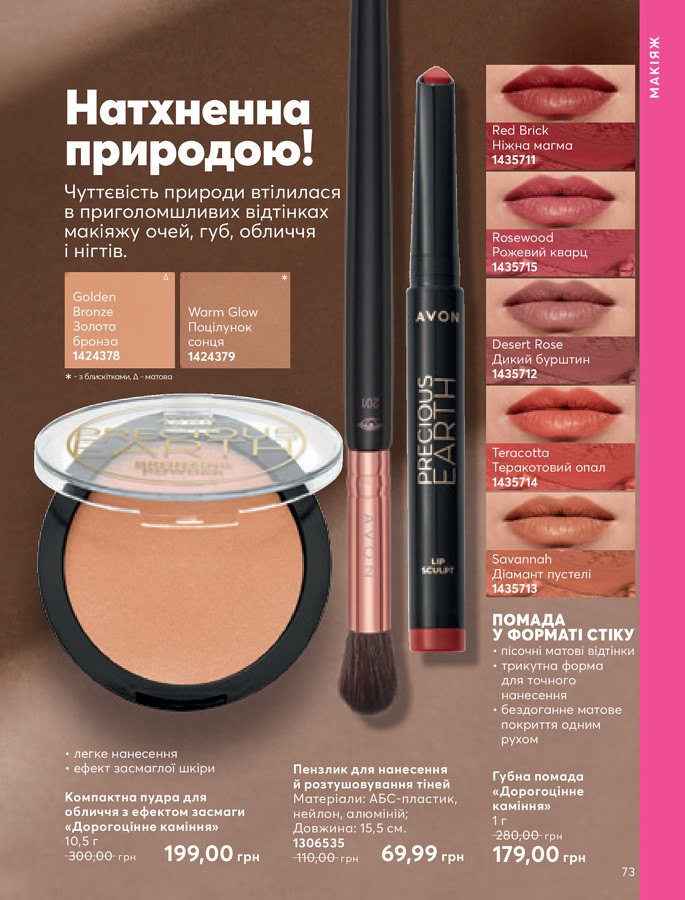 МАКІЯЖ
Натхненна
природою!
Чуттєвість природи втілилася
в приголомшливих відтінках
макіяжу очей, губ, обличчя
і нігтів.
Golden
Bronze
Золота
бронза
1424378
Δ
Warm Glow
Поцілунок
сонця
1424379
*
* - з блискітками, Δ - матова
PRECIOUS
EARTH
BRONZING
POWDER
201
AVON
AVON
PRECIOUS
EARTH
LIP
SCULPT
Red Brick
Ніжна магма
1435711
Rosewood
Рожевий кварц
1435715
Desert Rose
Дикий бурштин
1435712
Teracotta
Теракотовий опал
1435714
Savannah
Діамант пустелі
1435713
ПОМАДА
У ФОРМАТІ СТІКУ
• пісочні матові відтінки
• трикутна форма
для точного
нанесення
• бездоганне матове
покриття одним
рухом
• легке нанесення
• ефект засмаглої шкіри
Компактна пудра для
обличчя з ефектом засмаги
«Дорогоцінне каміння»
10,5 г
300,00 грн 199,00 грн
Пензлик для нанесення
й розтушовування тіней
Матеріали: АБС-пластик,
нейлон, алюміній;
Довжина: 15,5 см.
1306535
110,00 грн 69,99 грн
Губна помада
«Дорогоцінне
каміння»
1 г
280,00 грн
179,00 грн
73